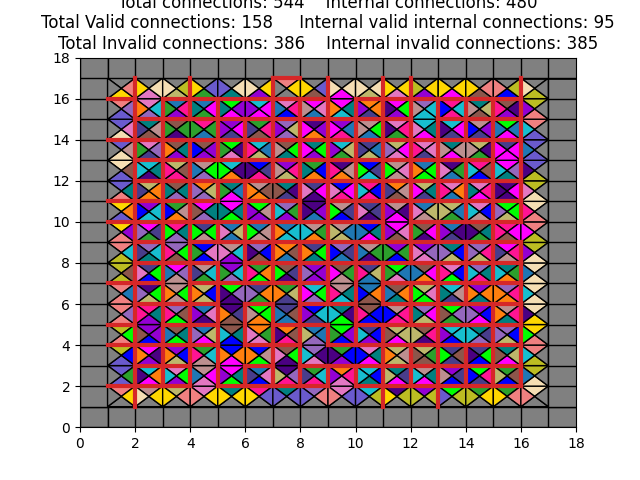 Total connections: 544    Internal connections: 480
Total Valid connections: 158     Internal valid internal connections: 95
Total Invalid connections: 386    Internal invalid connections: 385
18
16
14
12
10
8
6
4
2
0
0 2 4 6 8 10 12 14 16 18